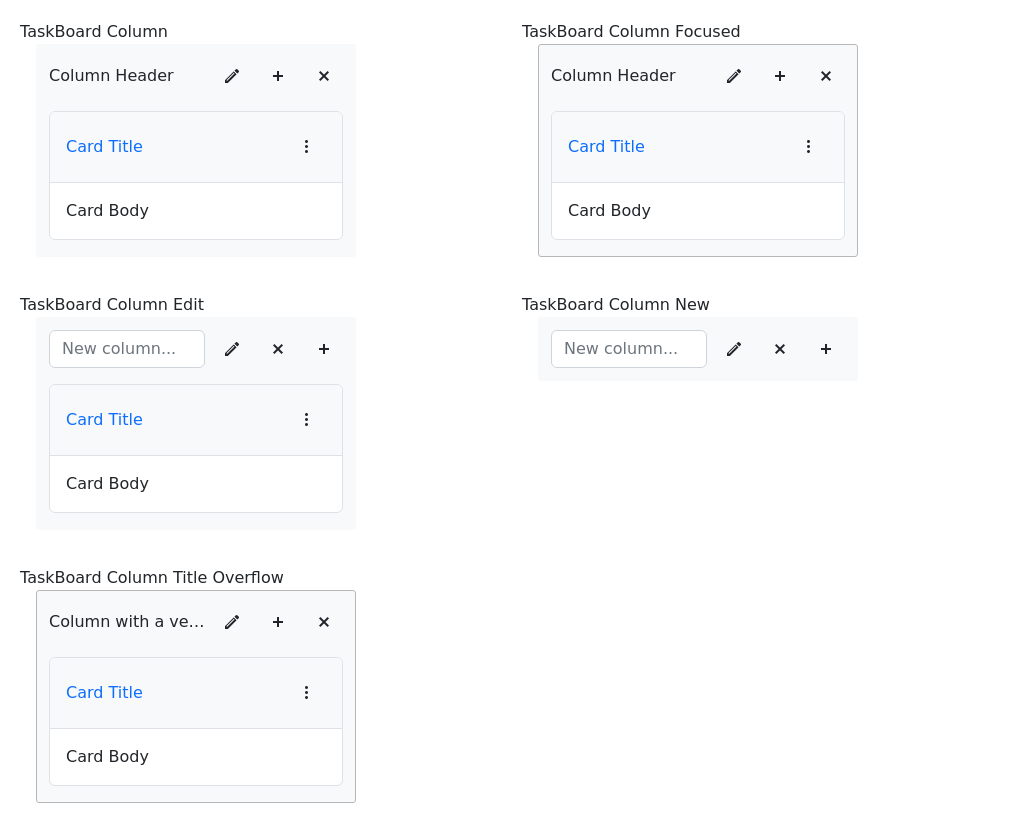 TaskBoard Column
Column Header
Card Title
Card Body
TaskBoard Column Focused
Column Header
Card Title
Card Body
TaskBoard Column Edit
New column...
Card Title
Card Body
TaskBoard Column New
New column...
TaskBoard Column Title Overflow
Column with a ve...
Card Title
Card Body